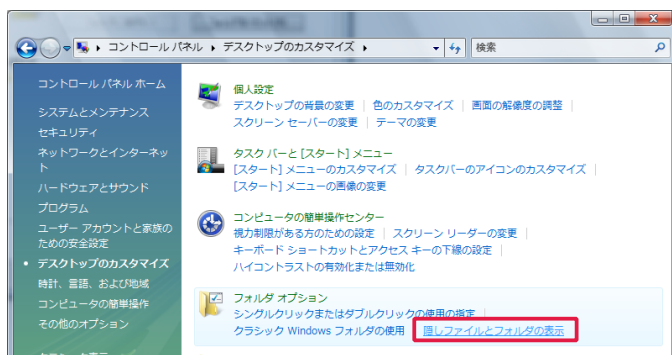 コントロール パネル ▸ デスクトップのカスタマイズ ▸
検索
コントロール パネル ホーム
システムとメンテナンス
セキュリティ
ネットワークとインターネッ
ト
ハードウェアとサウンド
プログラム
ユーザー アカウントと家族の
ための安全設定
デスクトップのカスタマイズ
時計、言語、および地域
コンピュータの簡単操作
その他のオプション
個人設定
デスクトップの背景の変更 | 色のカスタマイズ | 画面の解像度の調整 |
スクリーン セーバーの変更 | テーマの変更
タスク バーと [スタート] メニュー
[スタート] メニューのカスタマイズ | タスクバーのアイコンのカスタマイズ |
[スタート] メニューの画像の変更
コンピュータの簡単操作センター
視力制限がある方のための設定 | スクリーン リーダーの変更 |
キーボード ショートカットとアクセス キーの下線の設定 |
ハイコントラストの有効化または無効化
フォルダ オプション
シングルクリックまたはダブルクリックの使用の指定 |
クラシック Windows フォルダの使用 | 隠しファイルとフォルダの表示